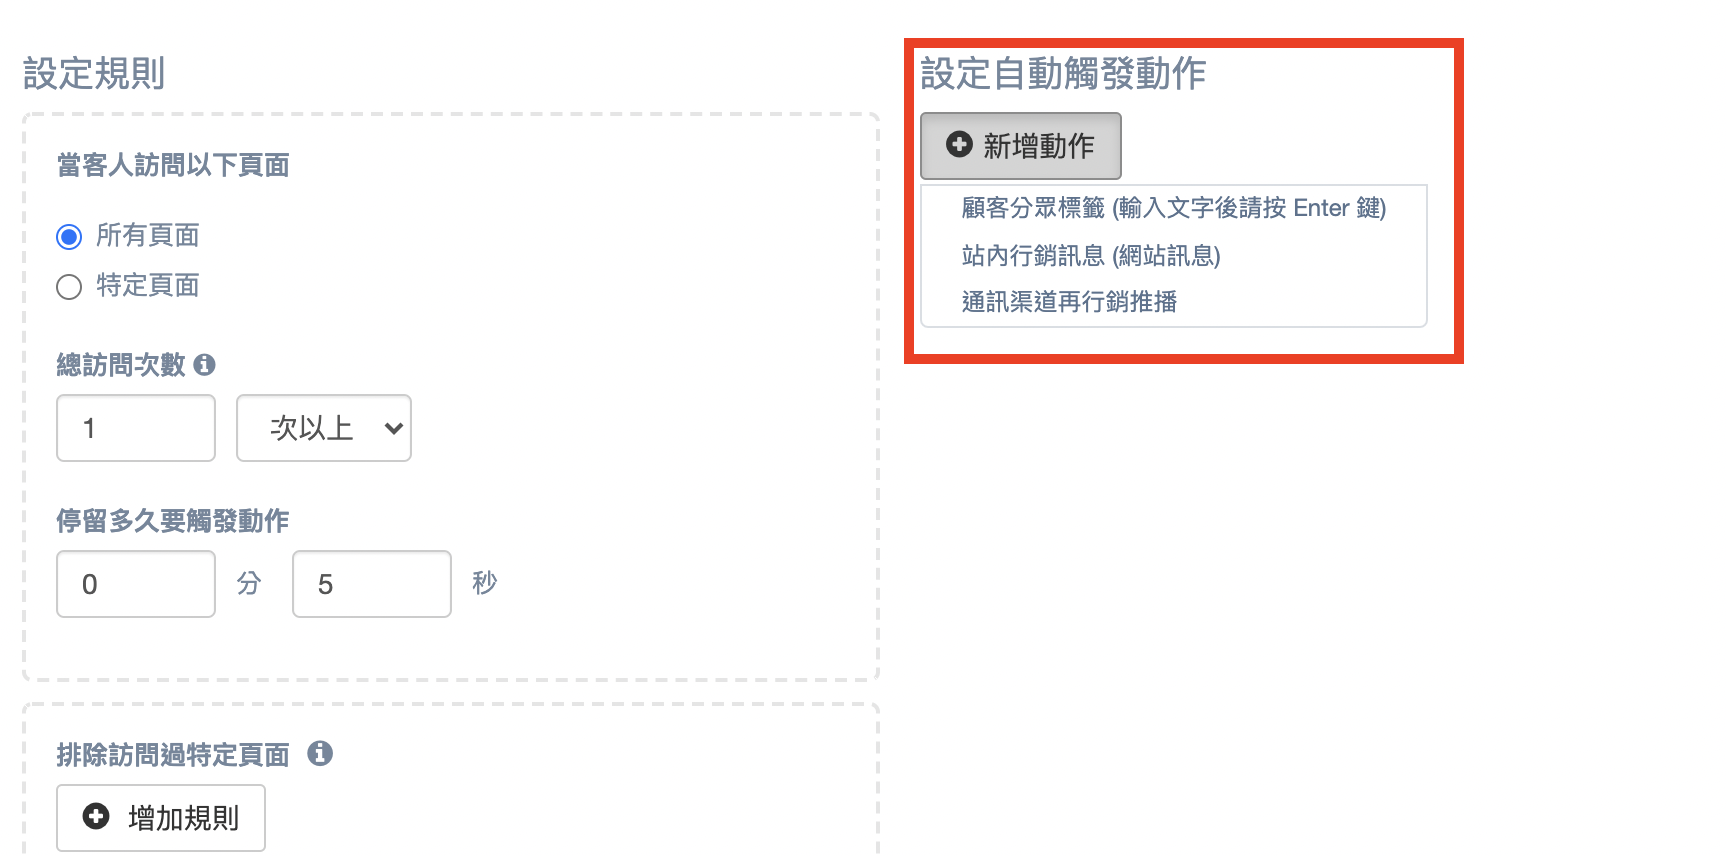 設定規則
當客人訪問以下頁面
所有頁面
特定頁面
總訪問次數
1 次以上
停留多久要觸發動作
0 分 5 秒
排除訪問過特定頁面
增加規則
設定自動觸發動作
新增動作
顧客分眾標籤 (輸入文字後請按 Enter 鍵)
站內行銷訊息 (網站訊息)
通訊渠道再行銷推播